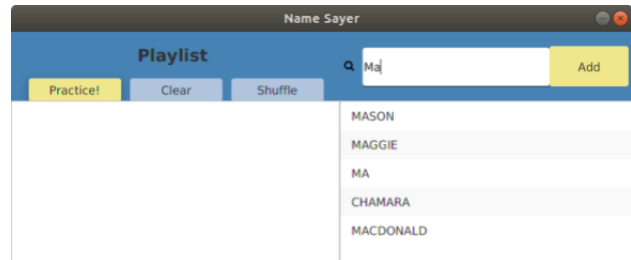 Name Sayer
Playlist
Ma
Add
Practice!
Clear
Shuffle
MASON
MAGGIE
MA
CHAMARA
MACDONALD